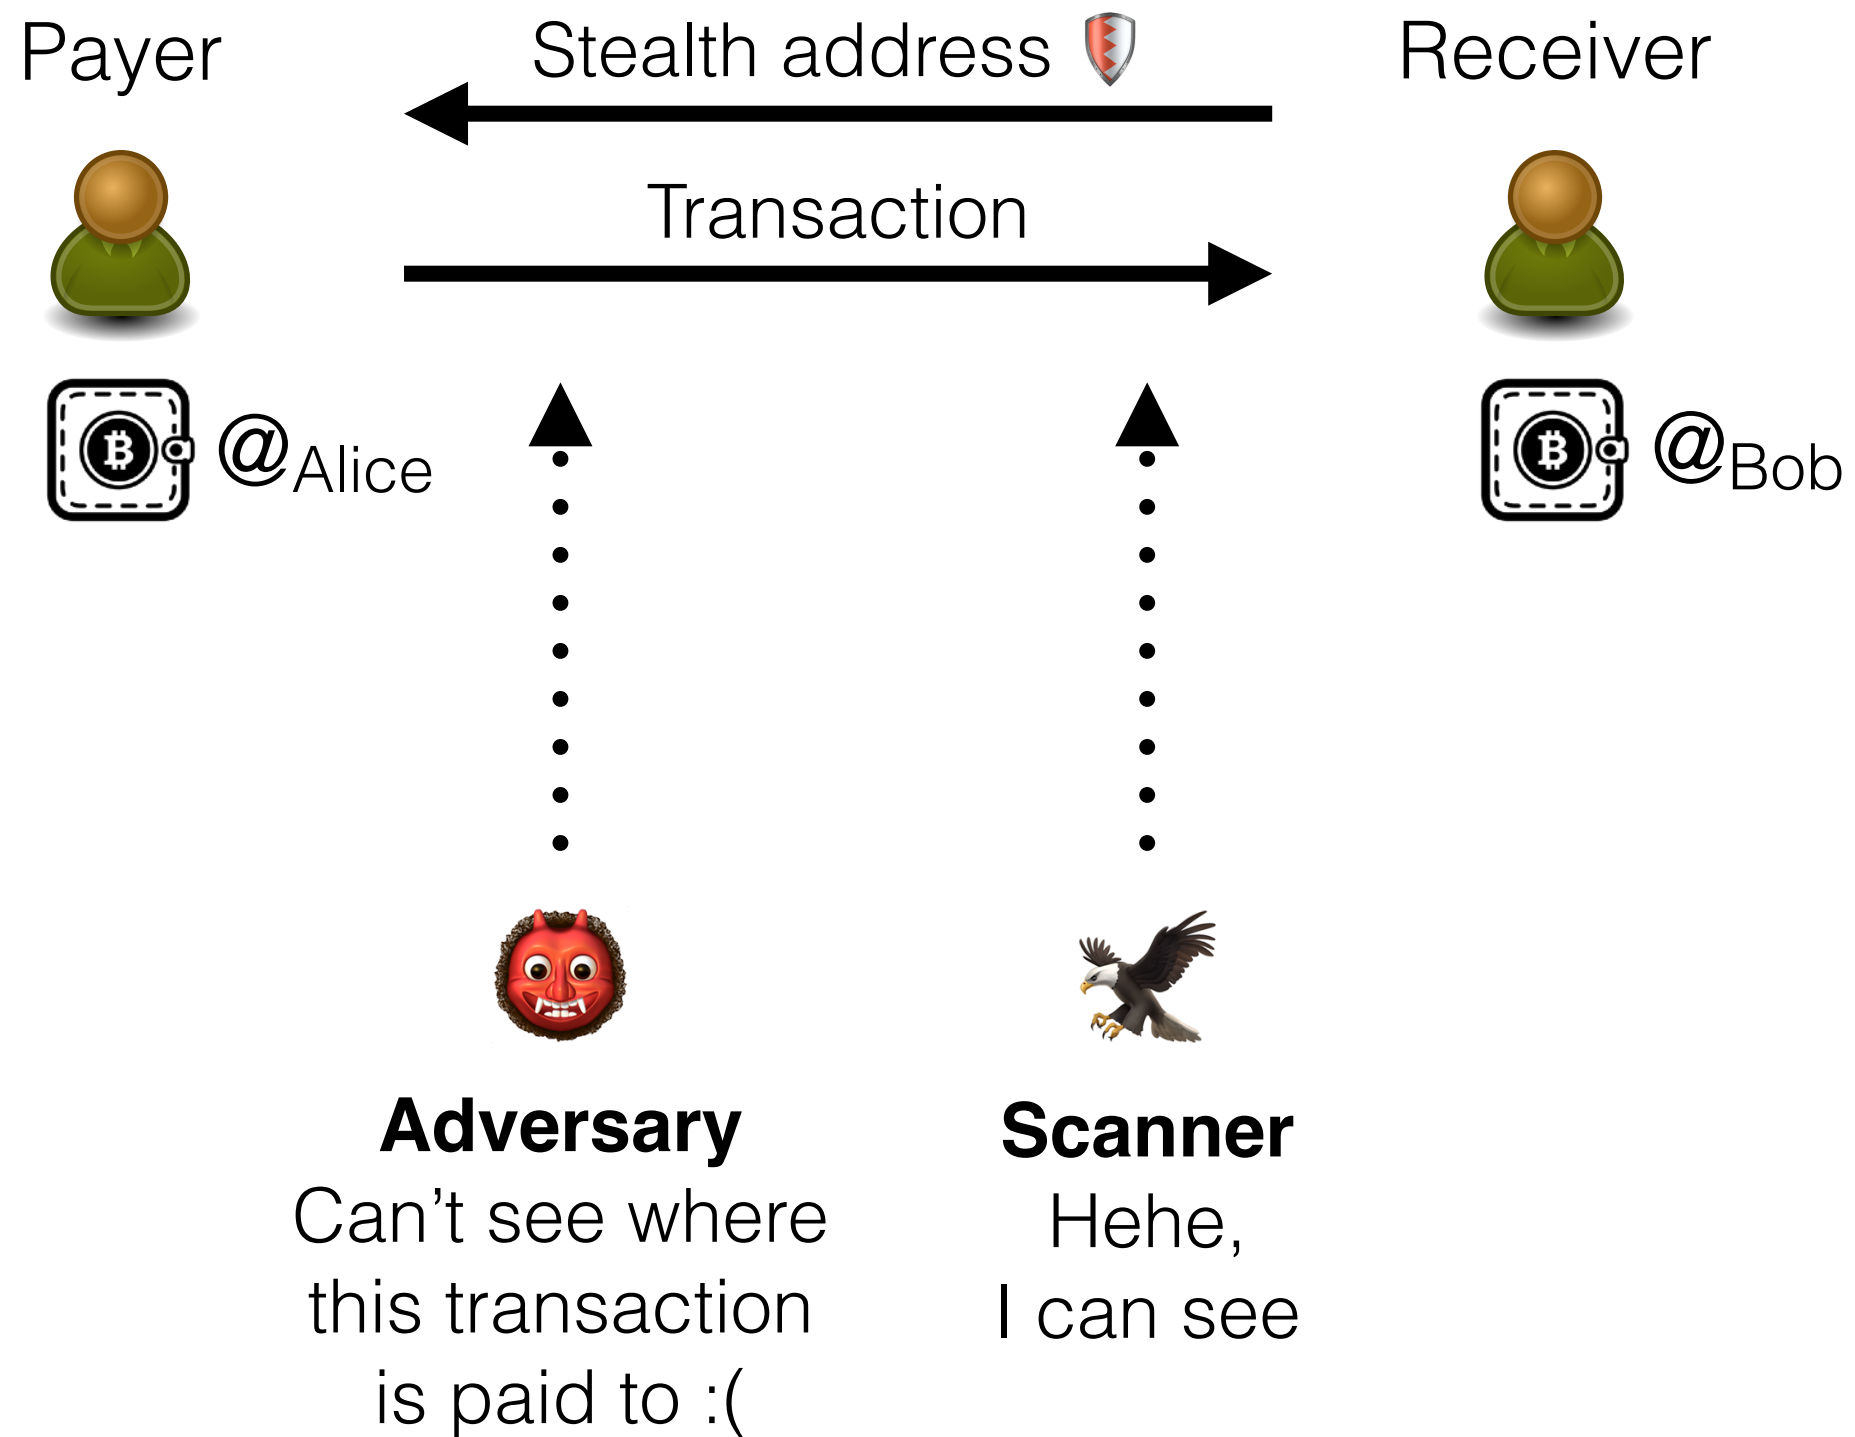 Payer
Stealth address
Receiver
Transaction
@Alice
@Bob
Adversary
Can't see where
this transaction
is paid to :(
Scanner
Hehe,
I can see